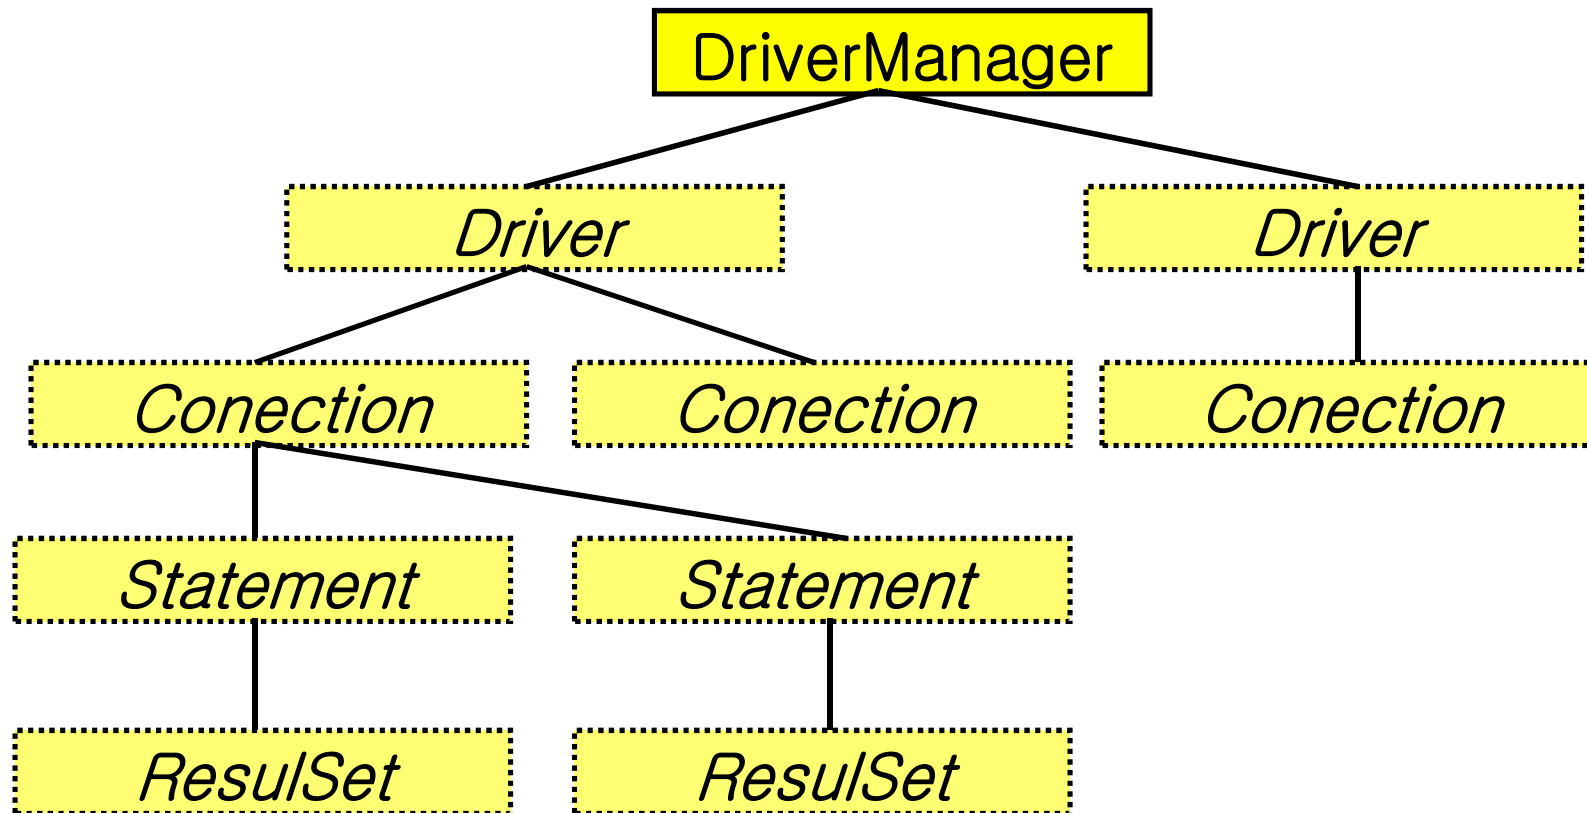 DriverManager
Driver
Driver
Conection
Conection
Conection
Statement
Statement
ResulSet
ResulSet